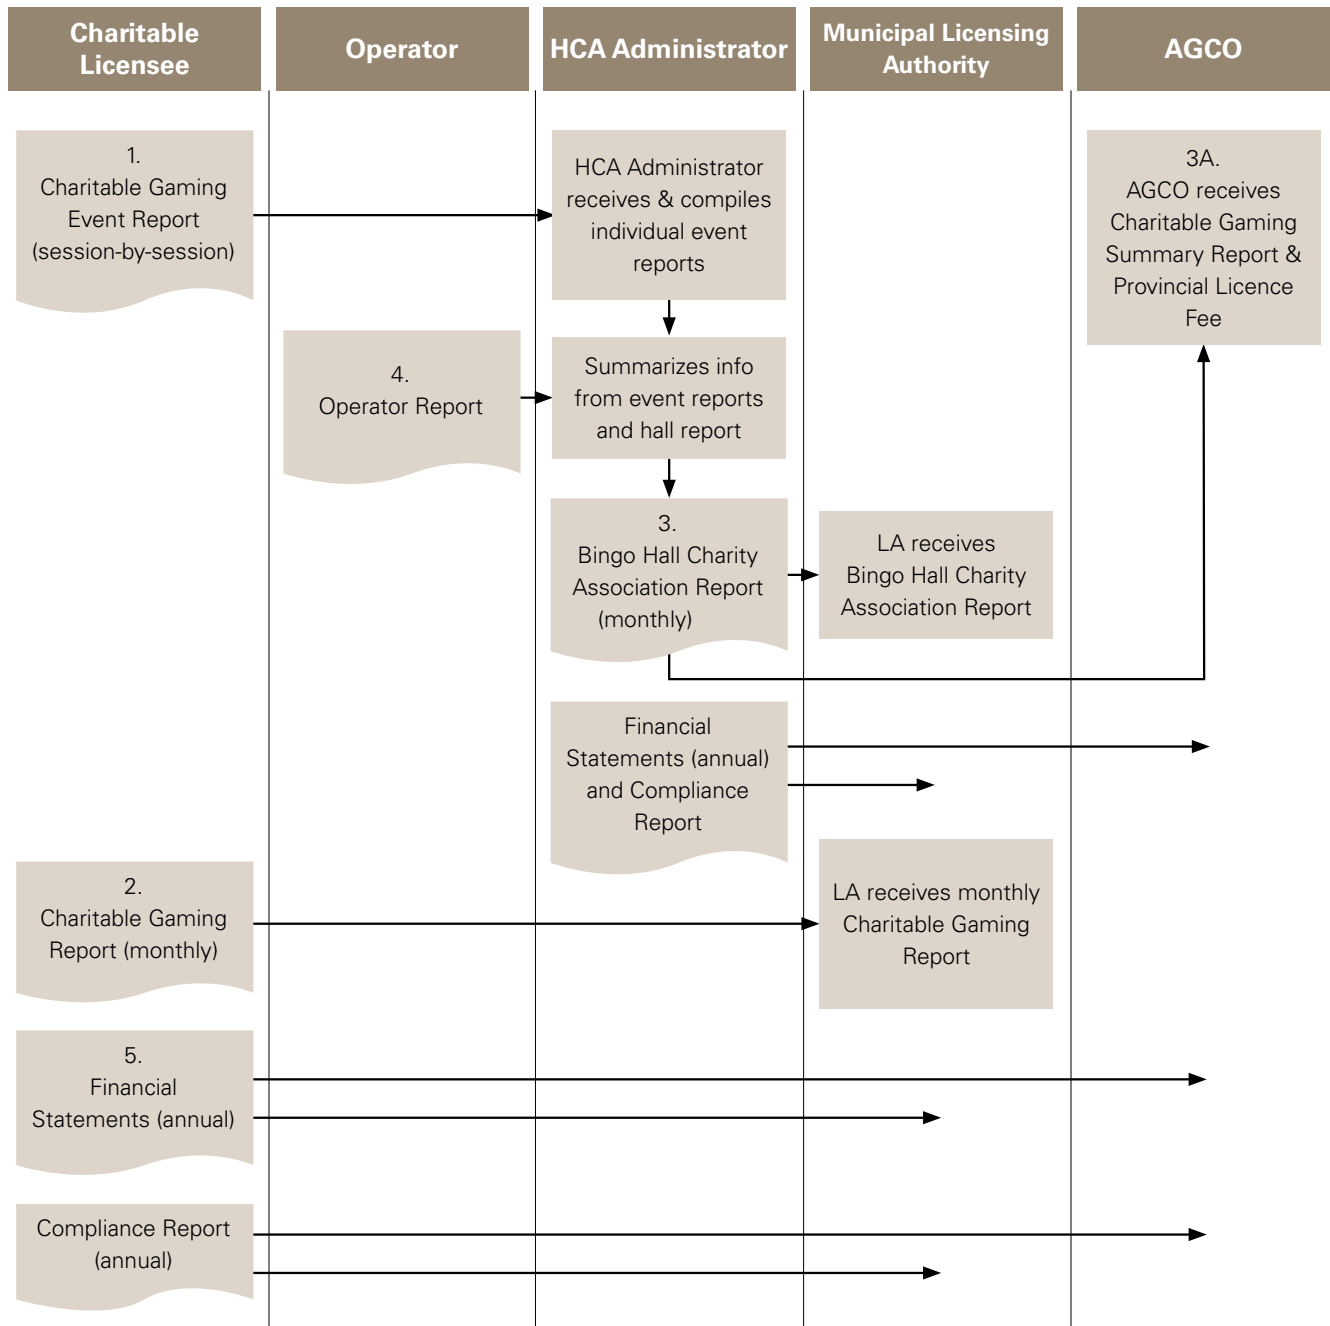 Charitable
Licensee
Operator
HCA Administrator
Municipal Licensing
Authority
AGCO
1.
Charitable Gaming
Event Report
(session-by-session)
HCA Administrator
receives & compiles
individual event
reports
3A.
AGCO receives
Charitable Gaming
Summary Report &
Provincial Licence
Fee
4.
Operator Report
Summarizes info
from event reports
and hall report
3.
Bingo Hall Charity
Association Report
(monthly)
LA receives
Bingo Hall Charity
Association Report
Financial
Statements (annual)
and Compliance
Report
2.
Charitable Gaming
Report (monthly)
LA receives monthly
Charitable Gaming
Report
5.
Financial
Statements (annual)
Compliance Report
(annual)